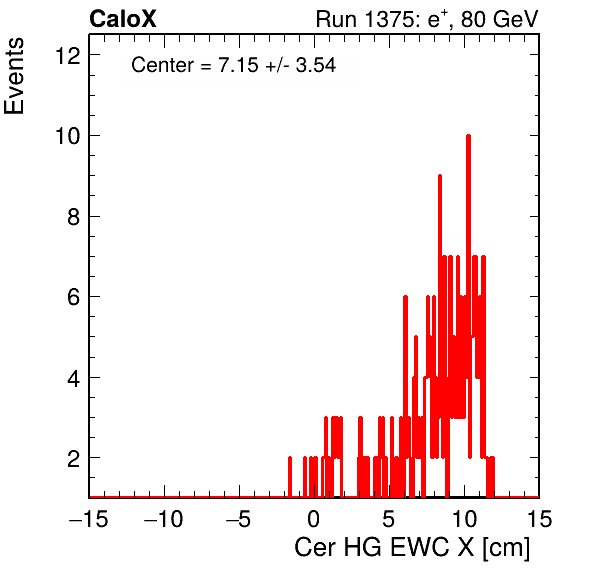 CaloX
Run 1375: e+, 80 GeV
Center = 7.15 +/- 3.54
Events
12
10
8
6
4
2
−15 −10 −5 0 5 10 15
Cer HG EWC X [cm]